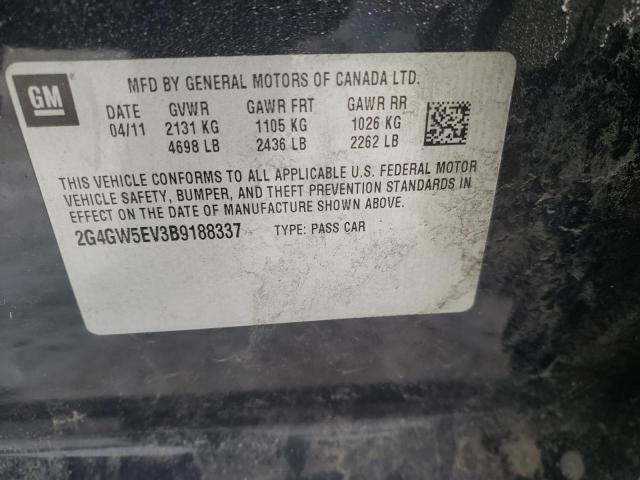 MFD BY GENERAL MOTORS OF CANADA LTD.
GM
DATE GVWR GAWR FRT GAWR RR
04/11 2131 KG 1105 KG 1026 KG
4698 LB 2436 LB 2262 LB
THIS VEHICLE CONFORMS TO ALL APPLICABLE U.S. FEDERAL MOTOR
VEHICLE SAFETY, BUMPER, AND THEFT PREVENTION STANDARDS IN
EFFECT ON THE DATE OF MANUFACTURE SHOWN ABOVE.
2G4GW5EV3B9188337 TYPE: PASS CAR